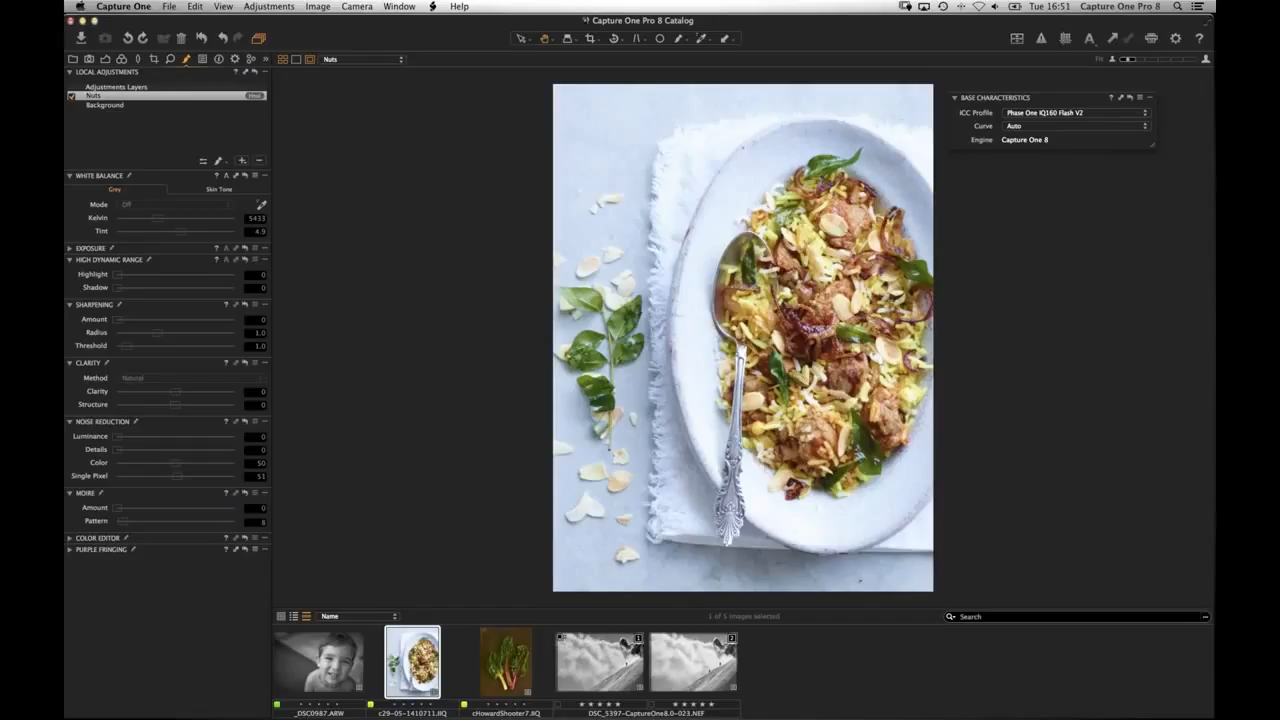 Capture One File Edit View Adjustments Image Camera Window Help
Tue 16:51 Capture One Pro 8
Capture One Pro 8 Catalog
Nuts
Fit
LOCAL ADJUSTMENTS
Adjustments Layers
Nuts
Background
WHITE BALANCE
Grey Skin Tone
Mode Off
Kelvin 5433
Tint 4.9
EXPOSURE
HIGH DYNAMIC RANGE
Highlight 0
Shadow 0
SHARPENING
Amount 0
Radius 1.0
Threshold 1.0
CLARITY
Method Natural
Clarity 0
Structure 0
NOISE REDUCTION
Luminance 0
Details 0
Color 50
Single Pixel 51
MOIRE
Amount 0
Pattern 8
COLOR EDITOR
PURPLE FRINGING
BASE CHARACTERISTICS
ICC Profile Phase One IQ160 Flash V2
Curve Auto
Engine Capture One 8
Name
1 of 5 images selected
Search
1
2
_DSC0987.ARW
c29-05-1410711.IIQ
cHowardShooter7.IIQ
DSC_5397-CaptureOne8.0-023.NEF